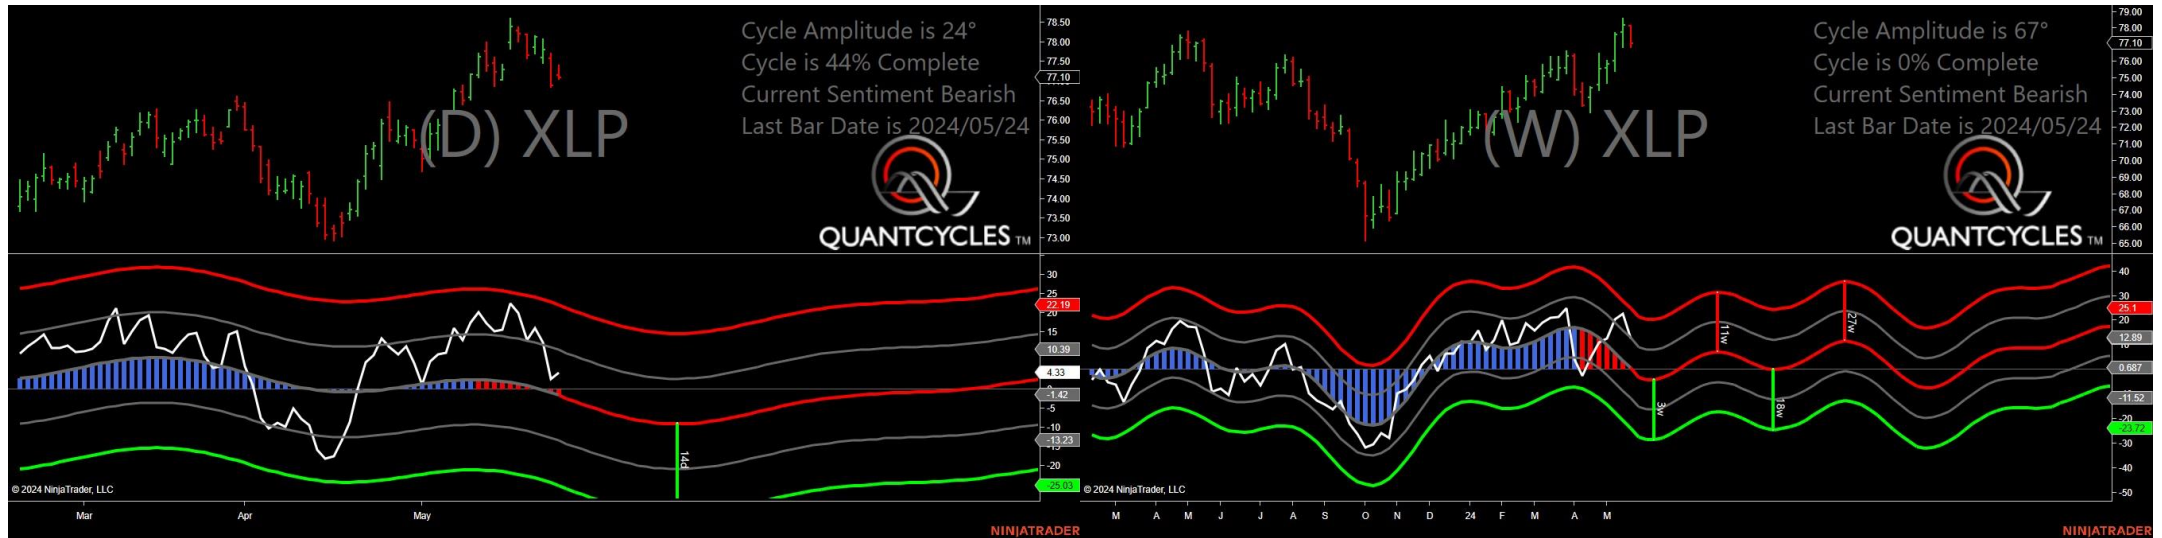 Cycle Amplitude is 24°
Cycle is 44% Complete
Current Sentiment Bearish
Last Bar Date is 2024/05/24
(D) XLP
QUANTCYCLES TM
78.50
78.00
77.50
77.10
76.50
76.00
75.50
75.00
74.50
74.00
73.50
73.00
30
25
22.19
20
15
10.39
4.33
-1.42
-5
-10
-13.23
-15
-20
-25.03
14d
© 2024 NinjaTrader, LLC
Mar
Apr
May
NINJATRADER
Cycle Amplitude is 67°
Cycle is 0% Complete
Current Sentiment Bearish
Last Bar Date is 2024/05/24
(W) XLP
QUANTCYCLES TM
79.00
78.00
77.10
76.00
75.00
74.00
73.00
72.00
71.00
70.00
69.00
68.00
67.00
66.00
65.00
40
30
25.1
20
12.89
0.687
-11.52
-20
-23.72
-30
-40
-50
3w
11w
18w
27w
© 2024 NinjaTrader, LLC
M A M J J A S O N D 24 F M A M
NINJATRADER